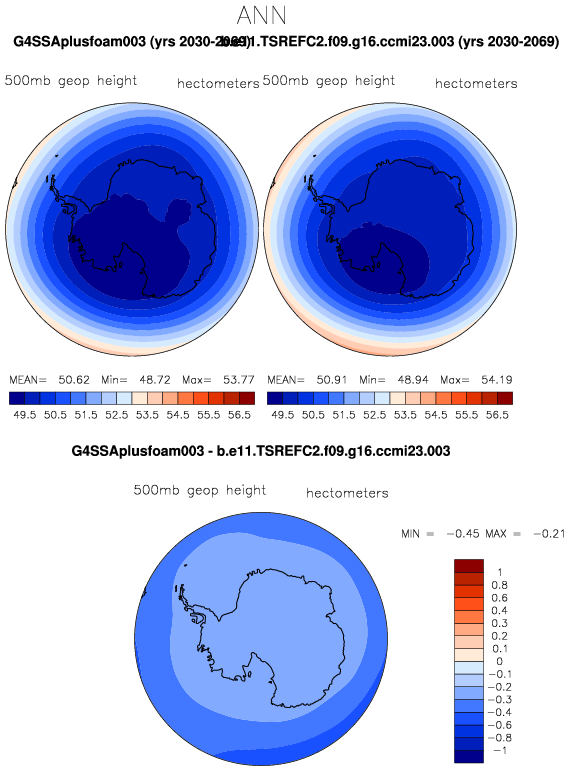 ANN
G4SSAplusfoam003 (yrs 2030-2069) b.e11.TSREFC2.f09.g16.ccmi23.003 (yrs 2030-2069)
500mb geop height hectometers 500mb geop height hectometers
MEAN= 50.62 Min= 48.72 Max= 53.77 MEAN= 50.91 Min= 48.94 Max= 54.19
49.5 50.5 51.5 52.5 53.5 54.5 55.5 56.5 49.5 50.5 51.5 52.5 53.5 54.5 55.5 56.5
G4SSAplusfoam003 - b.e11.TSREFC2.f09.g16.ccmi23.003
500mb geop height hectometers
MIN = -0.45 MAX = -0.21
1
0.8
0.6
0.4
0.3
0.2
0.1
0
-0.1
-0.2
-0.3
-0.4
-0.6
-0.8
-1